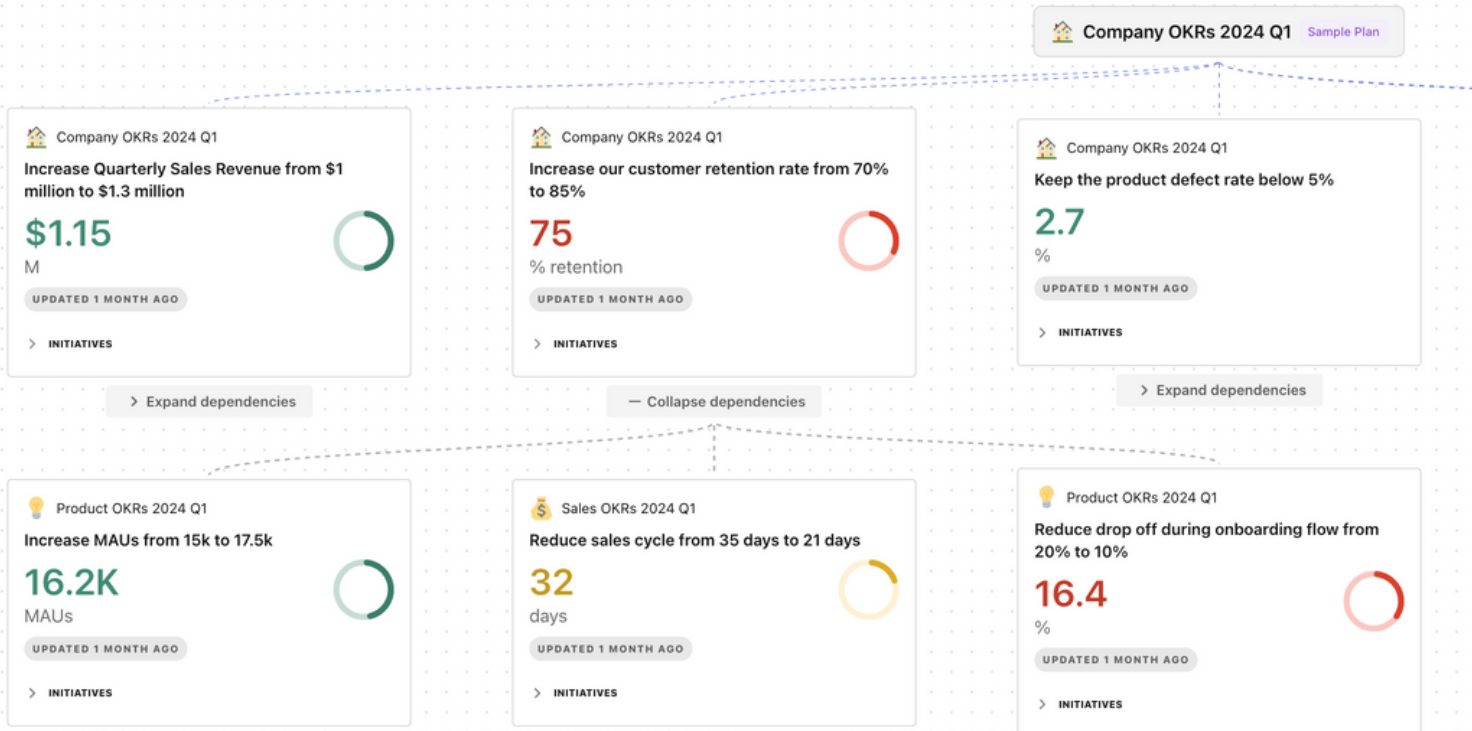 Company OKRs 2024 Q1 Sample Plan
Company OKRs 2024 Q1
Increase Quarterly Sales Revenue from $1
million to $1.3 million
$1.15
M
UPDATED 1 MONTH AGO
INITIATIVES
Expand dependencies
Company OKRs 2024 Q1
Increase our customer retention rate from 70%
to 85%
75
% retention
UPDATED 1 MONTH AGO
INITIATIVES
Collapse dependencies
Company OKRs 2024 Q1
Keep the product defect rate below 5%
2.7
%
UPDATED 1 MONTH AGO
INITIATIVES
Expand dependencies
Product OKRs 2024 Q1
Increase MAUs from 15k to 17.5k
16.2K
MAUs
UPDATED 1 MONTH AGO
INITIATIVES
Sales OKRs 2024 Q1
Reduce sales cycle from 35 days to 21 days
32
days
UPDATED 1 MONTH AGO
INITIATIVES
Product OKRs 2024 Q1
Reduce drop off during onboarding flow from
20% to 10%
16.4
%
UPDATED 1 MONTH AGO
INITIATIVES